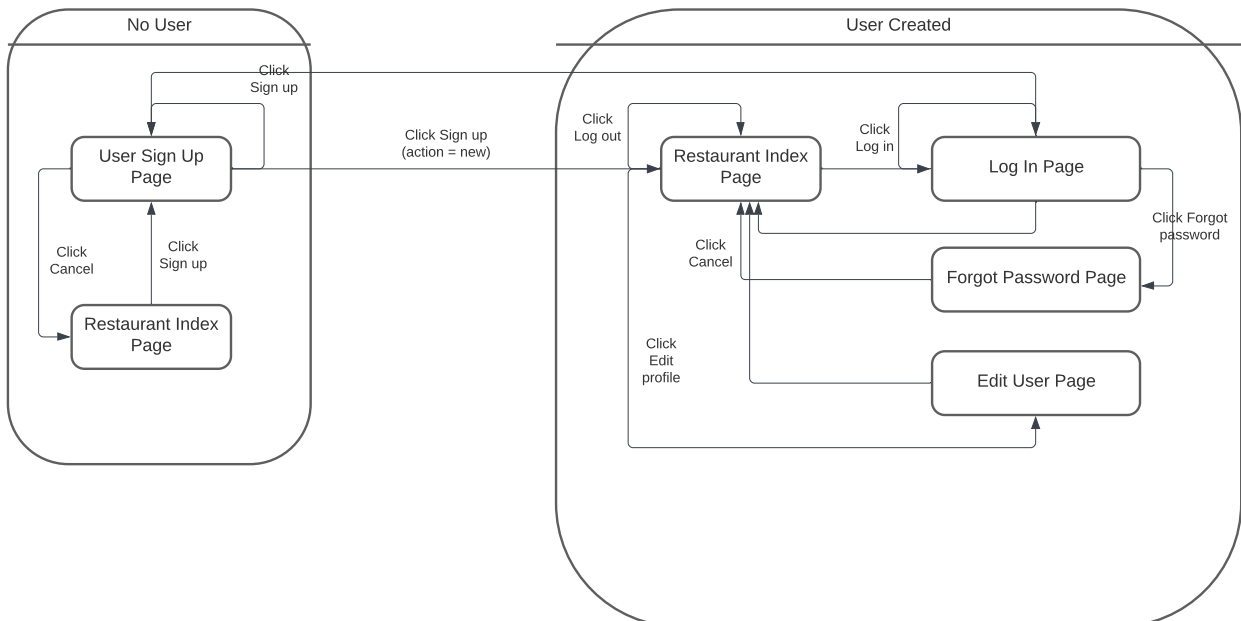 No User
User Created
Click
Sign up
Click Sign up
(action = new)
User Sign Up
Page
Click
Cancel
Click
Sign up
Restaurant Index
Page
Click
Log out
Restaurant Index
Page
Click
Log in
Log In Page
Click Forgot
password
Click
Cancel
Forgot Password Page
Click
Edit
profile
Edit User Page